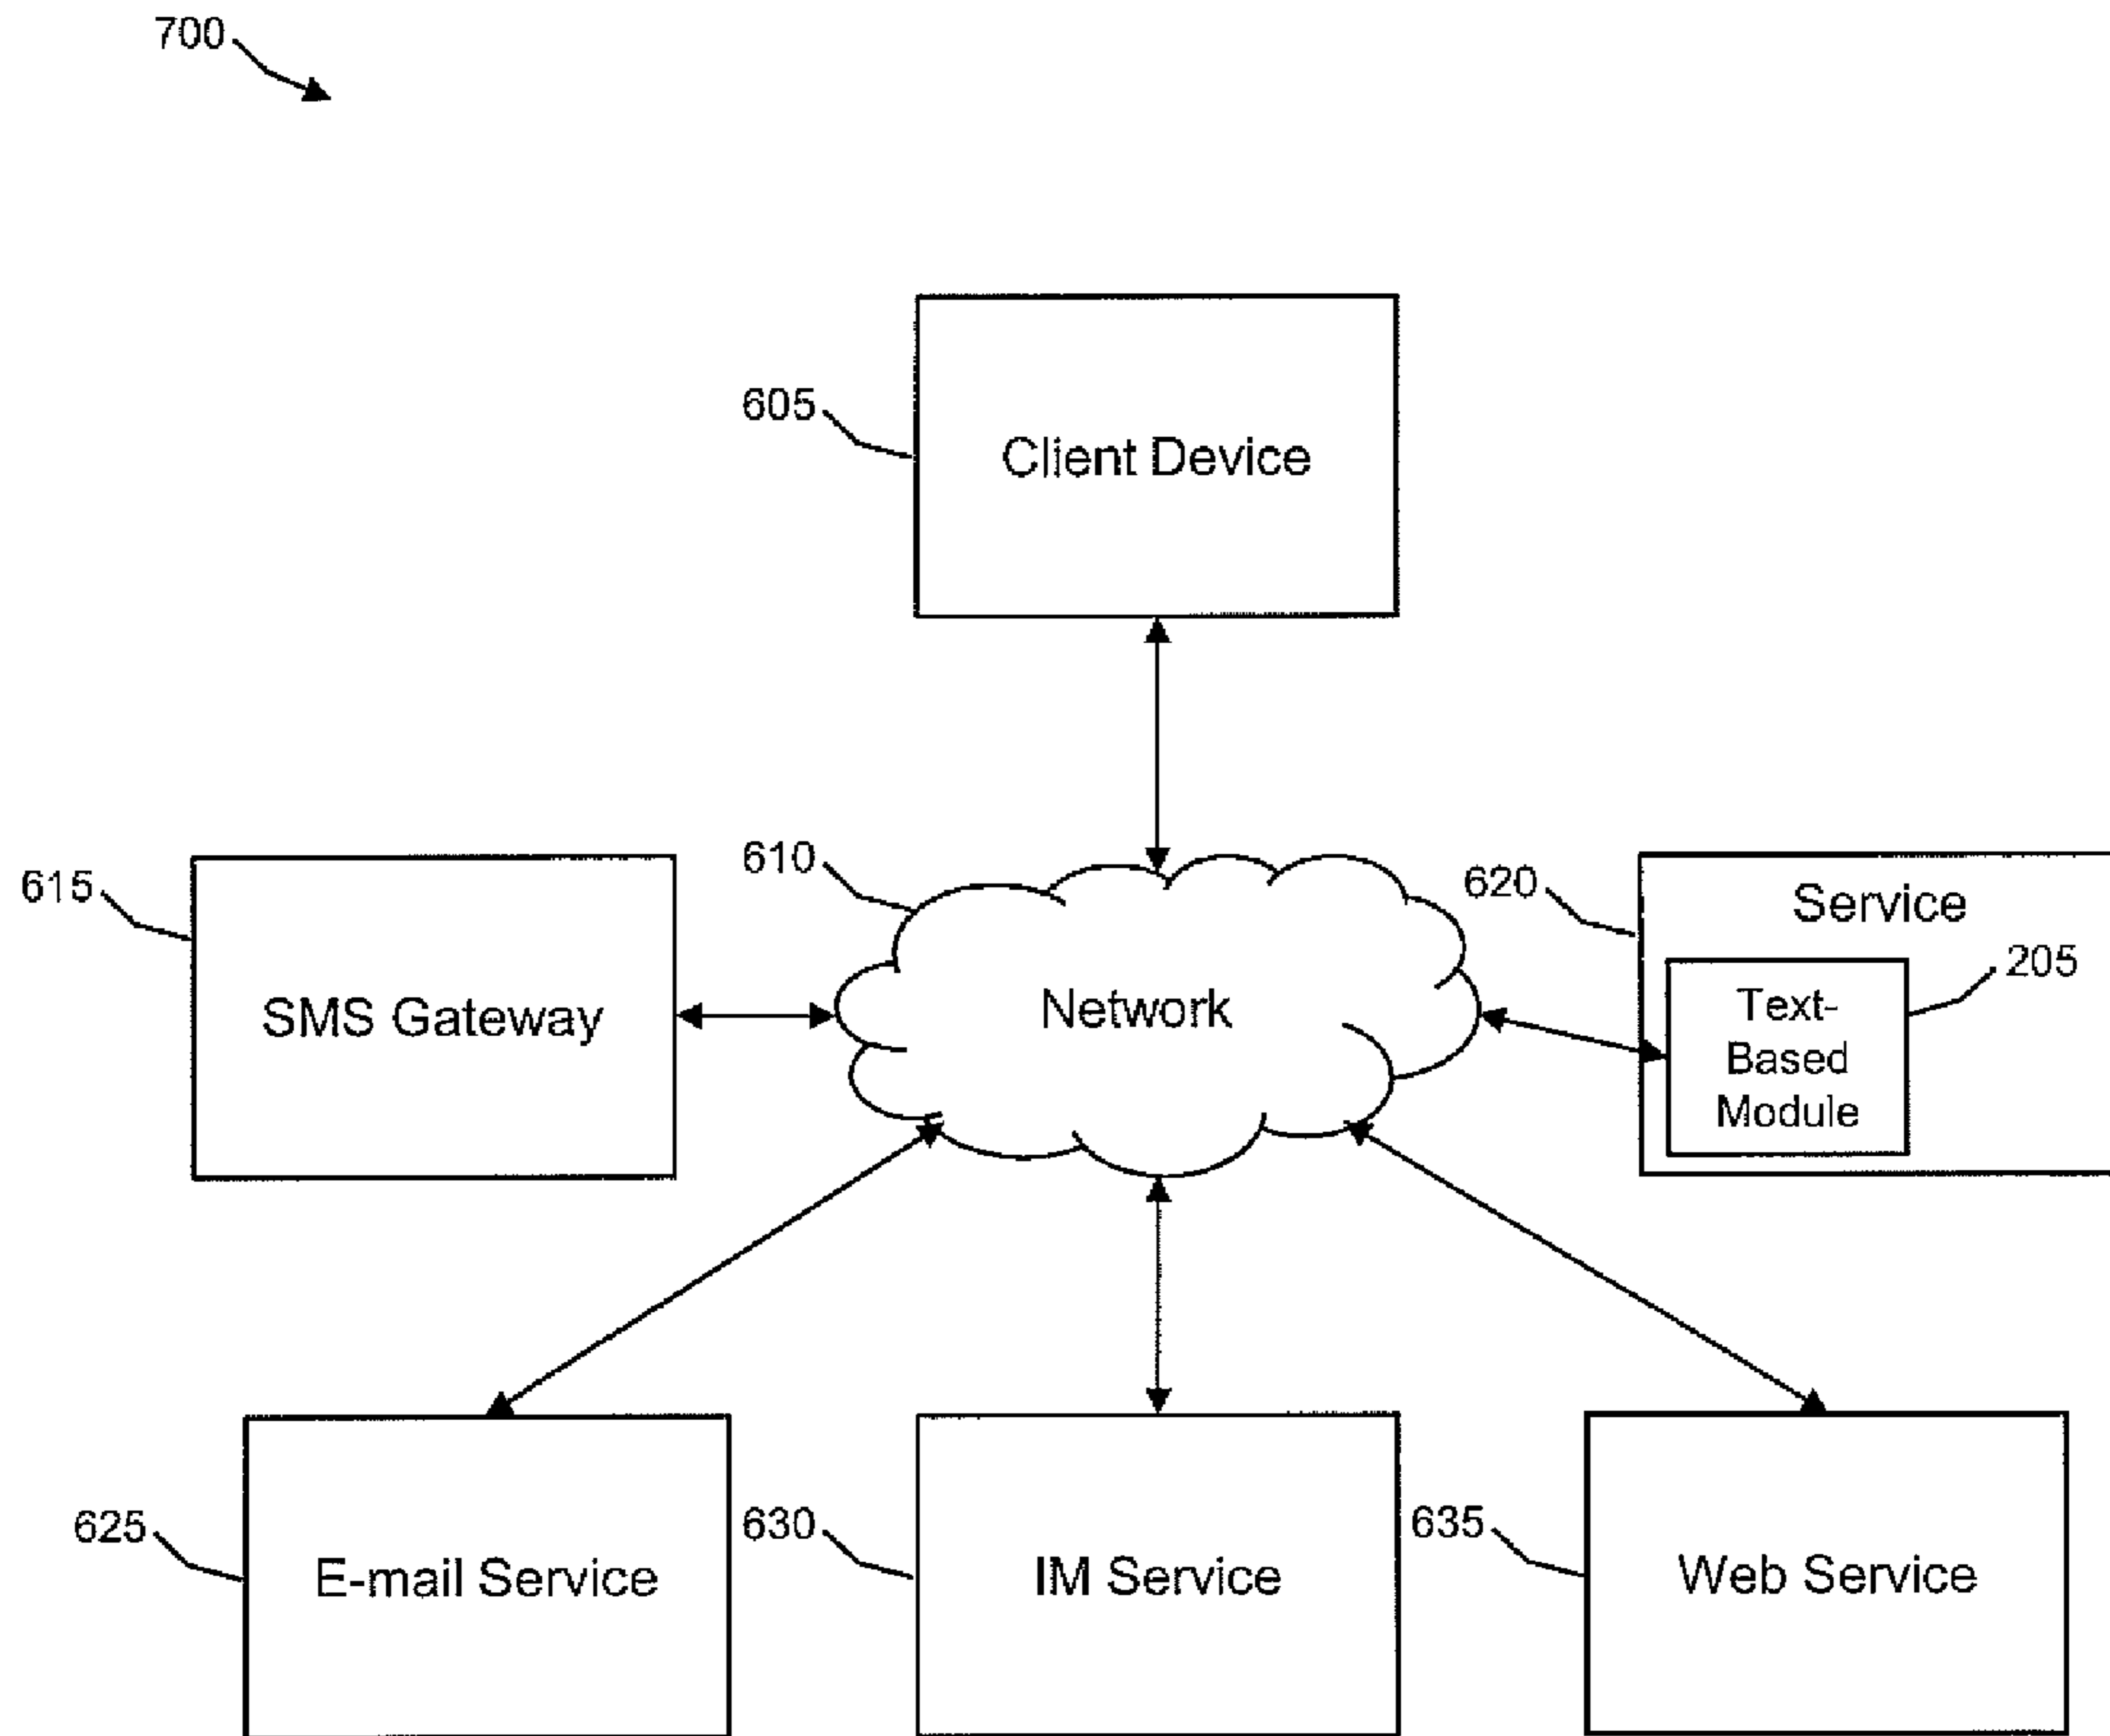 700
605
Client Device
615
SMS Gateway
610
Network
620
Service
205
Text-
Based
Module
625
E-mail Service
630
IM Service
635
Web Service